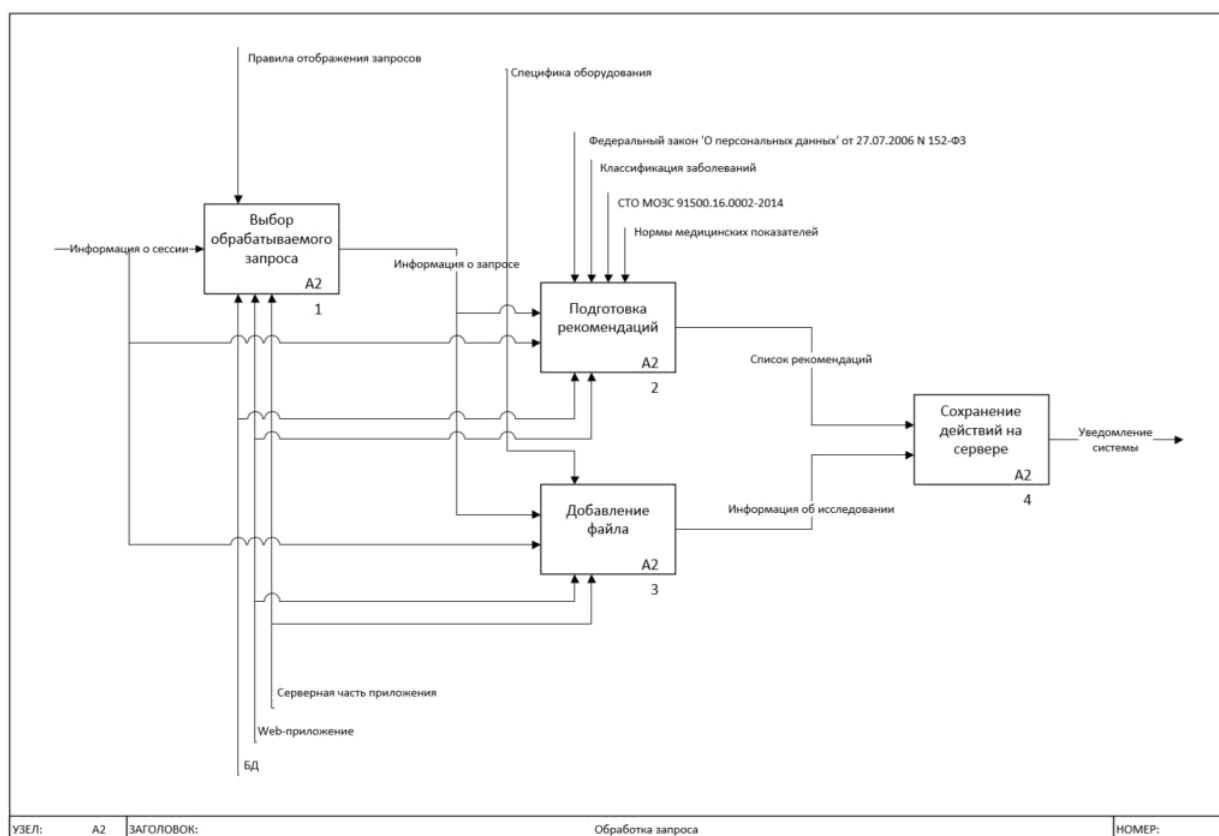 Правила отображения запросов
Специфика оборудования
Федеральный закон 'О персональных данных' от 27.07.2006 N 152-ФЗ
Классификация заболеваний
СТО МОЗС 91500.16.0002-2014
Нормы медицинских показателей
Информация о сессии
Выбор
обрабатываемого
запроса
A2
1
Информация о запросе
Подготовка
рекомендаций
A2
2
Список рекомендаций
Сохранение
действий на
сервере
A2
4
Уведомление
системы
Добавление
файла
A2
3
Информация об исследовании
Серверная часть приложения
Web-приложение
БД
УЗЕЛ: A2 ЗАГОЛОВОК: Обработка запроса НОМЕР: